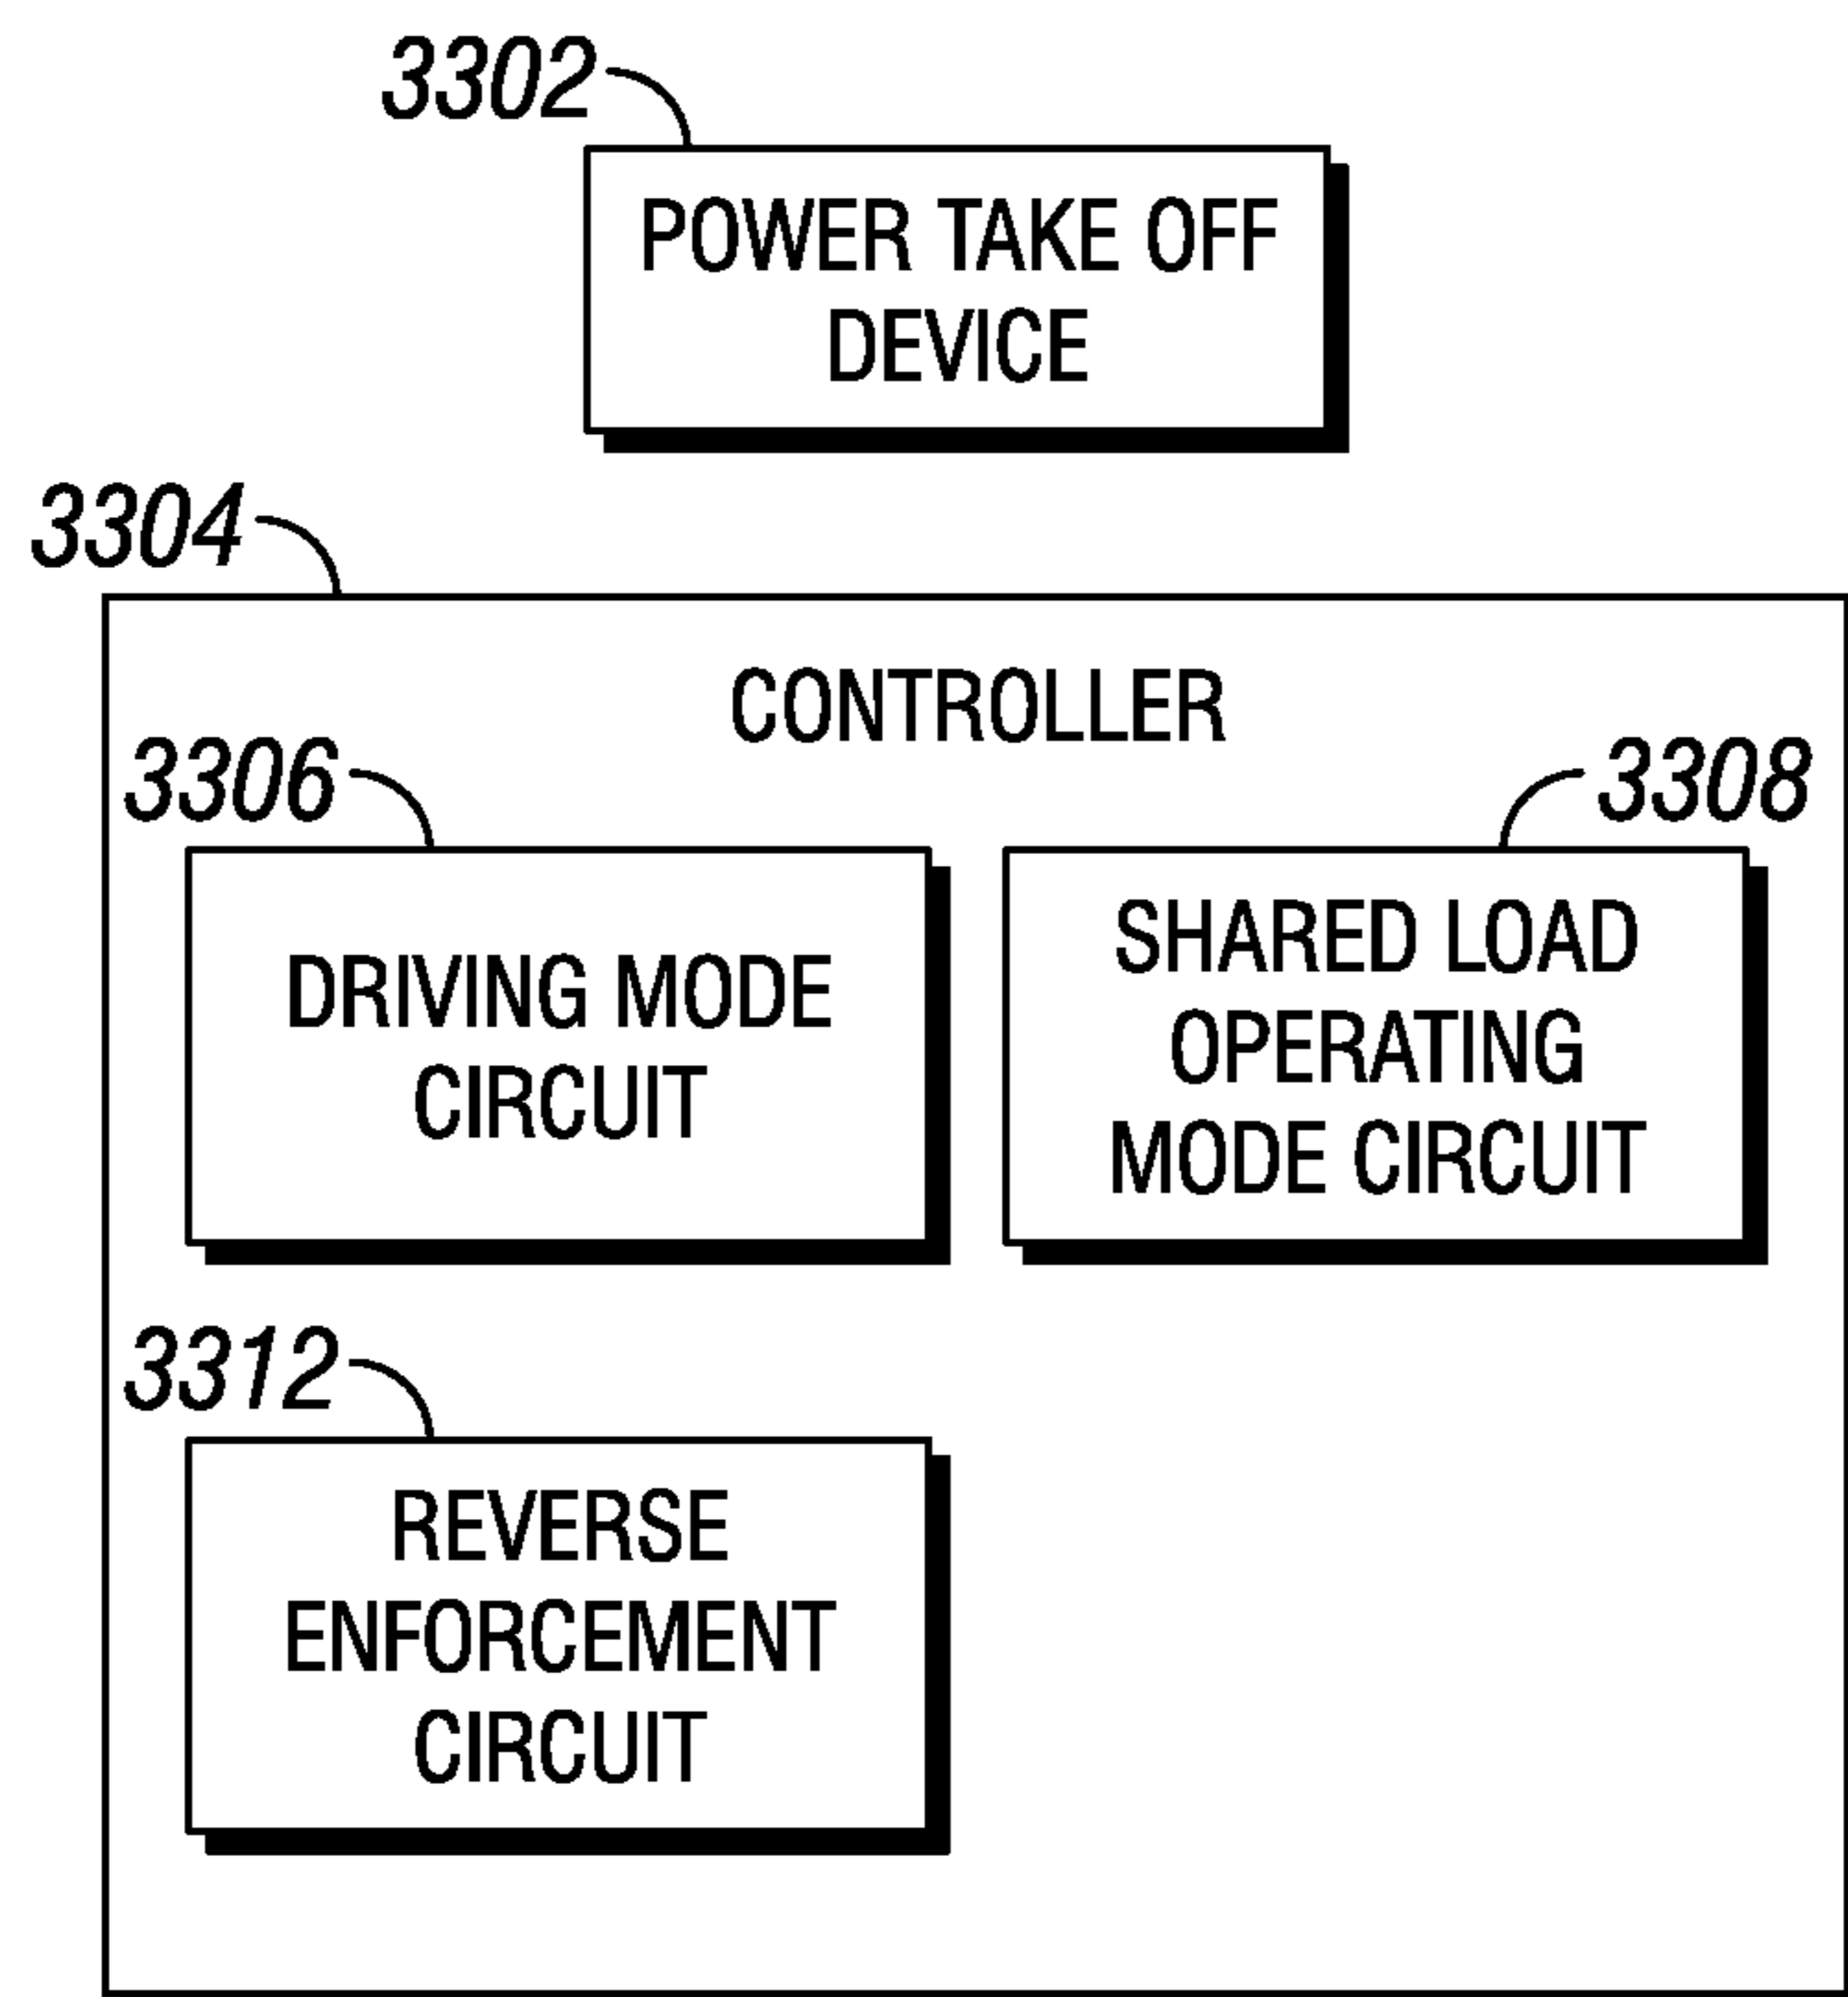 3302
POWER TAKE OFF
DEVICE
3304
CONTROLLER
3306
3308
DRIVING MODE
CIRCUIT
SHARED LOAD
OPERATING
MODE CIRCUIT
3312
REVERSE
ENFORCEMENT
CIRCUIT